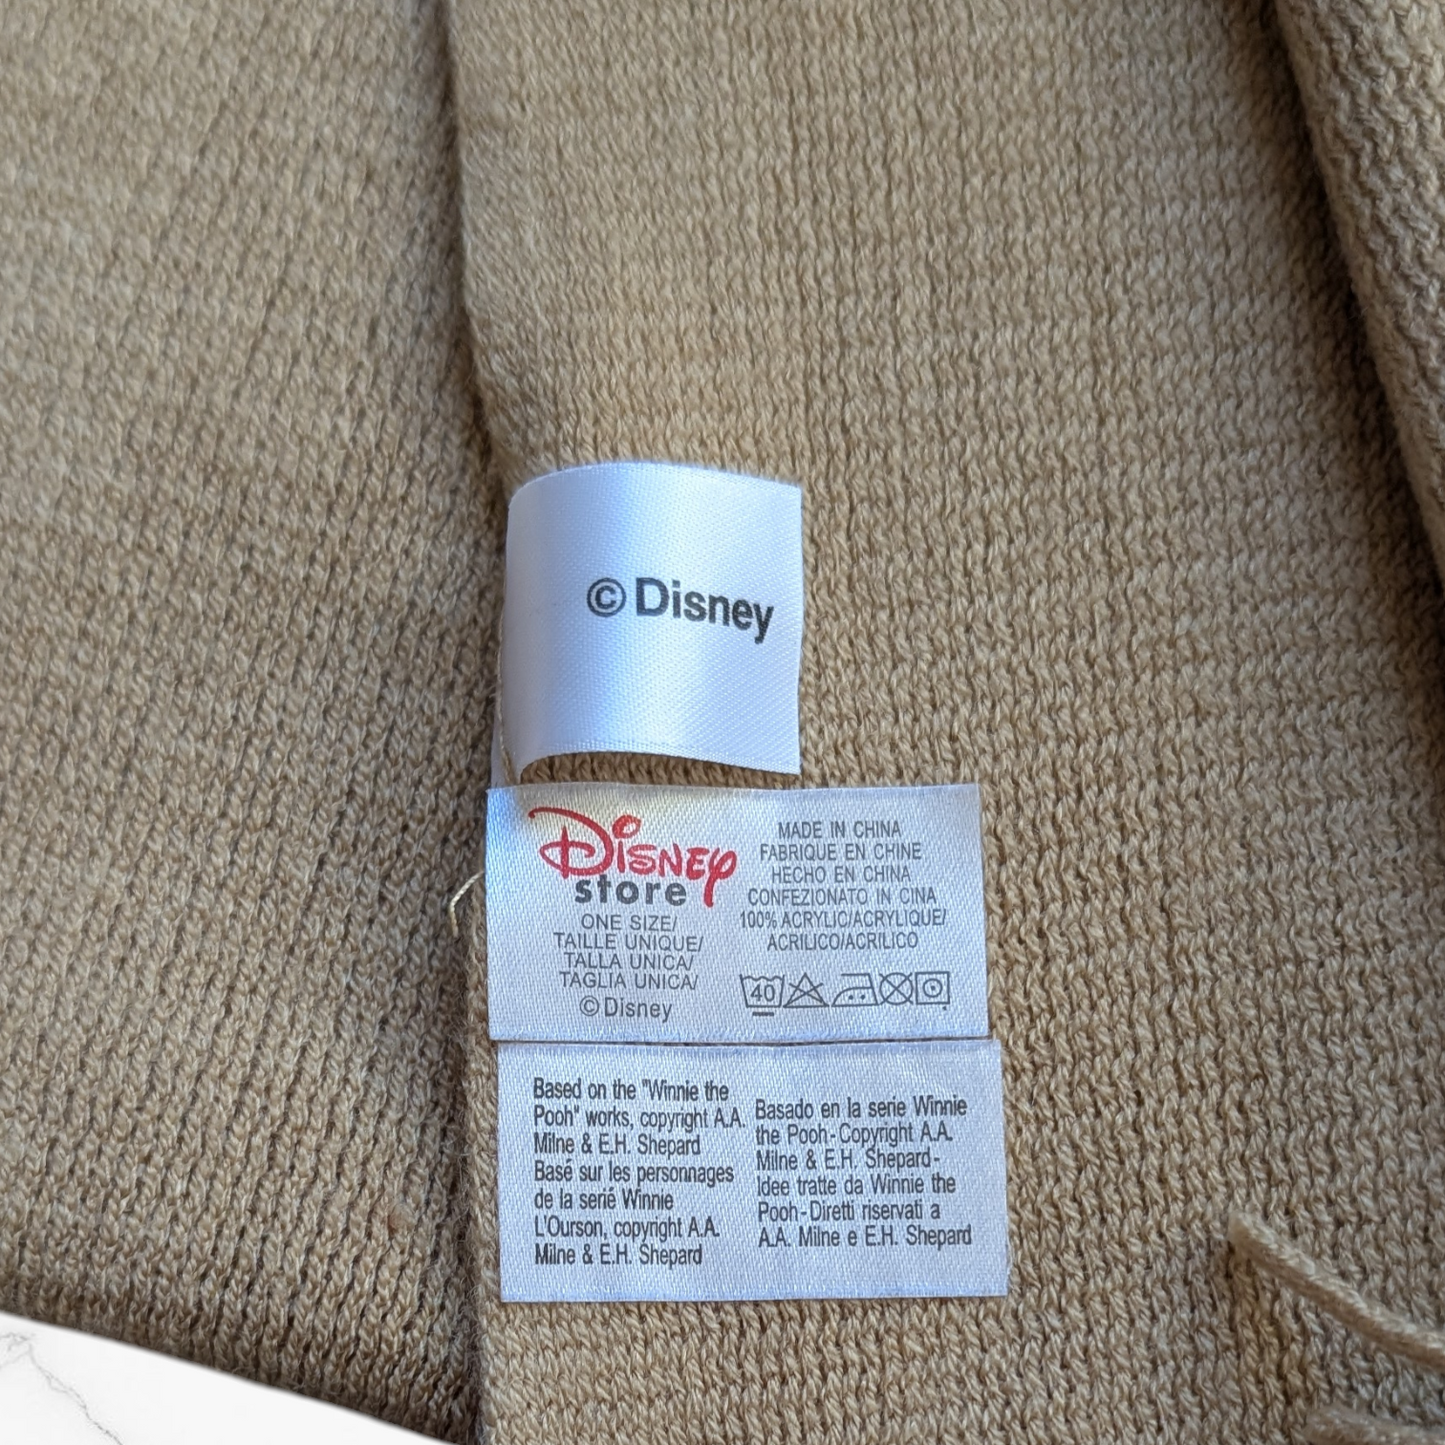 © Disney
Disney
store
ONE SIZE/
TAILLE UNIQUE/
TALLA UNICA/
TAGLIA UNICA/
© Disney
MADE IN CHINA
FABRIQUE EN CHINE
HECHO EN CHINA
CONFEZIONATO IN CINA
100% ACRYLIC/ACRYLIQUE/
ACRILICO/ACRILICO
40
Based on the "Winnie the
Pooh" works, copyright A.A.
Milne & E.H. Shepard
Basé sur les personnages
de la serié Winnie
L'Ourson, copyright A.A.
Milne & E.H. Shepard
Basado en la serie Winnie
the Pooh-Copyright A.A.
Milne & E.H. Shepard-
Idee tratte da Winnie the
Pooh-Diretti riservati a
A.A. Milne e E.H. Shepard